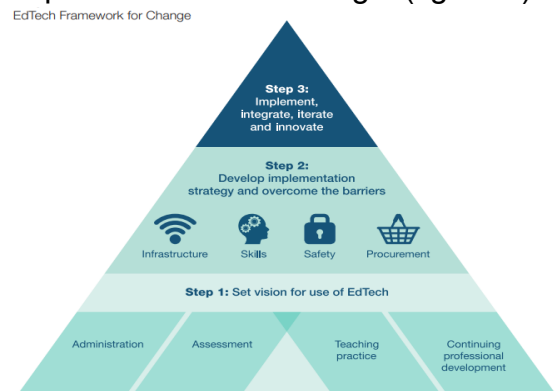 EdTech Framework for Change
Step 3:
Implement,
integrate, iterate
and innovate
Step 2:
Develop implementation
strategy and overcome the barriers
Infrastructure
Skills
Safety
Procurement
Step 1: Set vision for use of EdTech
Administration
Assessment
Teaching
practice
Continuing
professional
development